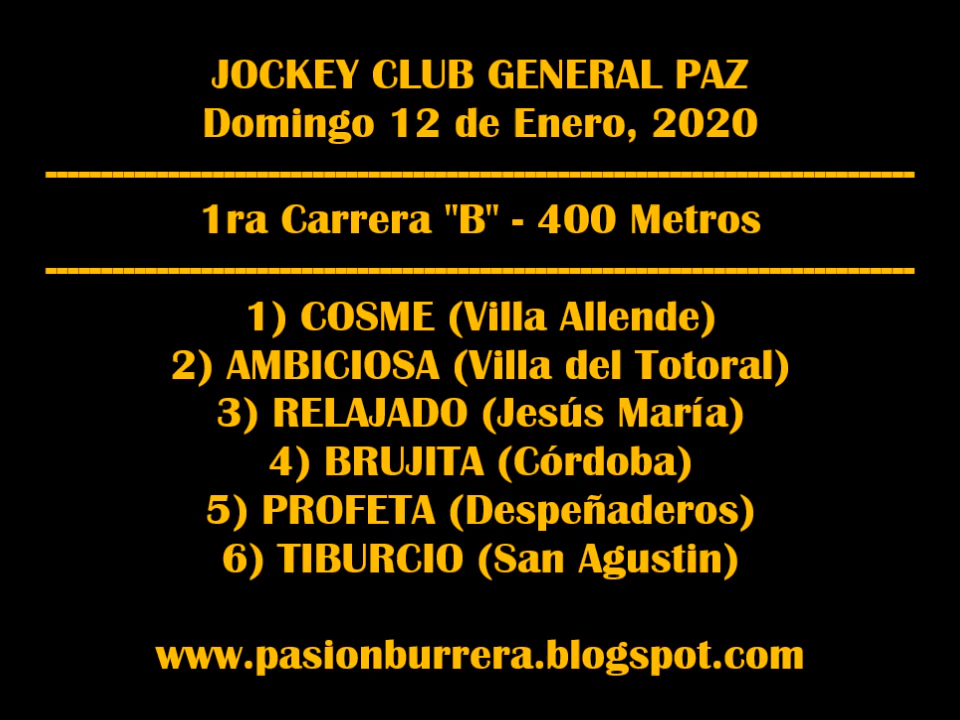 JOCKEY CLUB GENERAL PAZ
Domingo 12 de Enero, 2020
--------------------------------------------------------------------------------
1ra Carrera "B" - 400 Metros
--------------------------------------------------------------------------------
1) COSME (Villa Allende)
2) AMBICIOSA (Villa del Totoral)
3) RELAJADO (Jesús María)
4) BRUJITA (Córdoba)
5) PROFETA (Despeñaderos)
6) TIBURCIO (San Agustin)
www.pasionburrera.blogspot.com